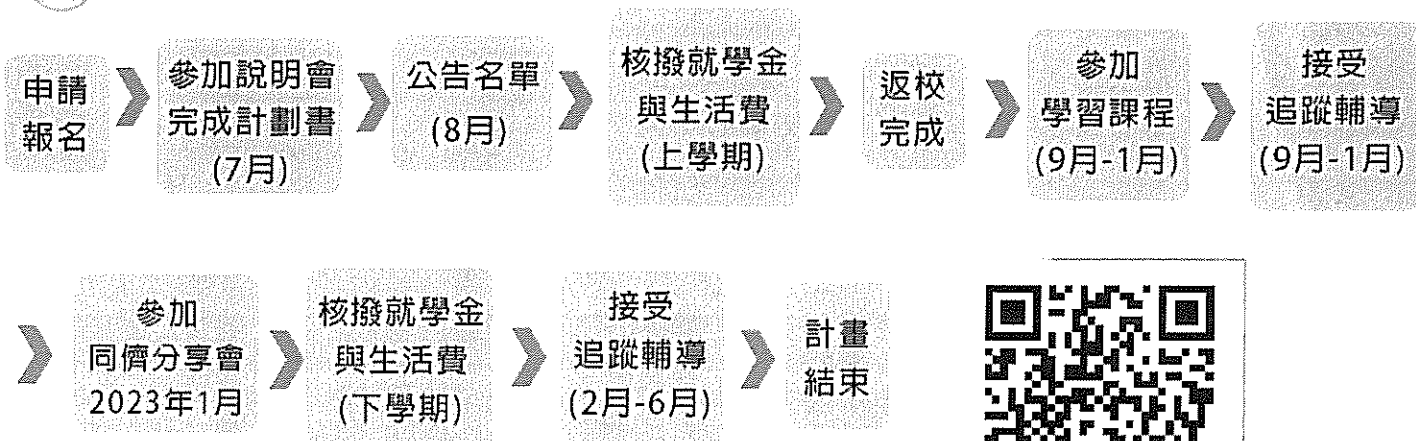 申請
報名
參加說明會
完成計劃書
(7月)
公告名單
(8月)
核撥就學金
與生活費
(上學期)
返校
完成
參加
學習課程
(9月-1月)
接受
追蹤輔導
(9月-1月)
參加
同儕分享會
2023年1月
核撥就學金
與生活費
(下學期)
接受
追蹤輔導
(2月-6月)
計畫
結束